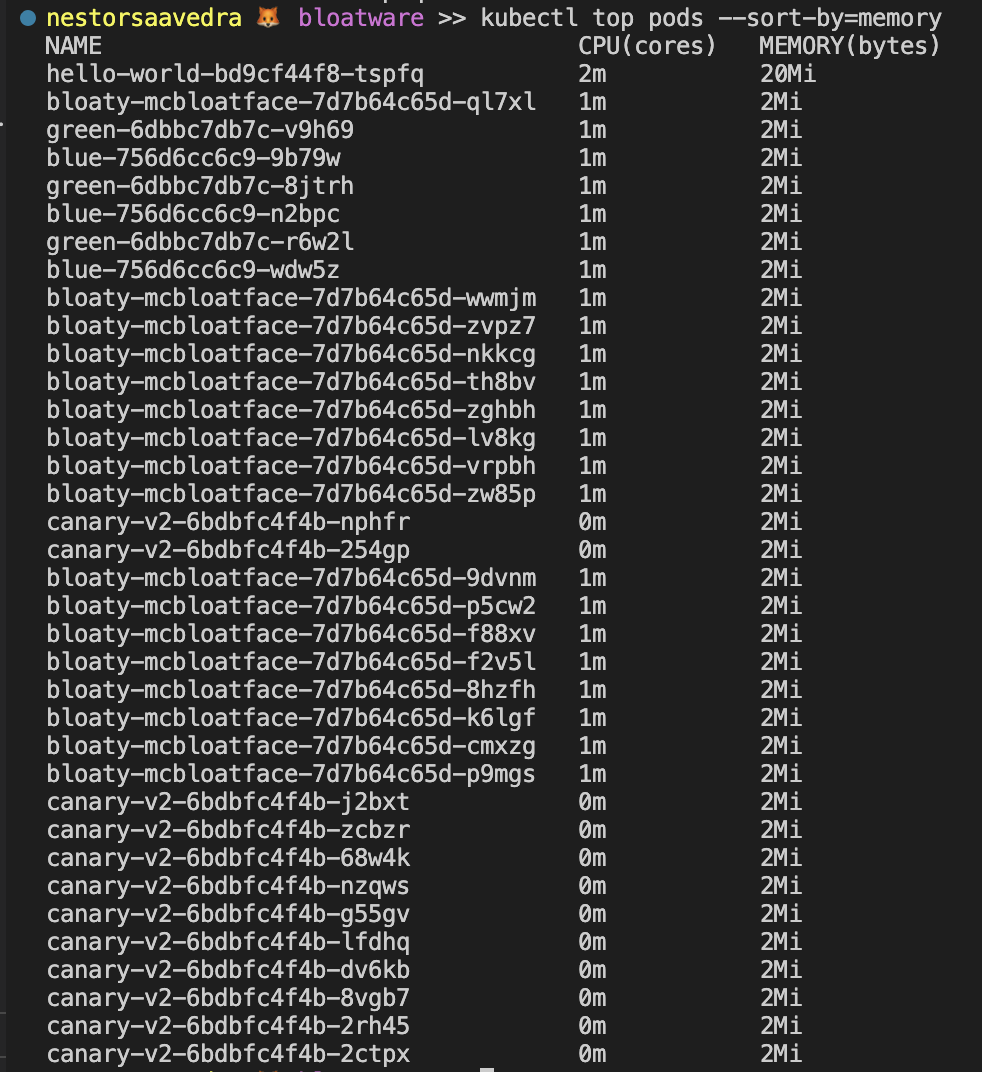 nestorsaavedra 🦊 bloatware >> kubectl top pods --sort-by=memory
NAME CPU(cores) MEMORY(bytes)
hello-world-bd9cf44f8-tspfq 2m 20Mi
bloaty-mcbloatface-7d7b64c65d-ql7xl 1m 2Mi
green-6dbbc7db7c-v9h69 1m 2Mi
blue-756d6cc6c9-9b79w 1m 2Mi
green-6dbbc7db7c-8jtrh 1m 2Mi
blue-756d6cc6c9-n2bpc 1m 2Mi
green-6dbbc7db7c-r6w2l 1m 2Mi
blue-756d6cc6c9-wdw5z 1m 2Mi
bloaty-mcbloatface-7d7b64c65d-wwmjm 1m 2Mi
bloaty-mcbloatface-7d7b64c65d-zvpz7 1m 2Mi
bloaty-mcbloatface-7d7b64c65d-nkkcg 1m 2Mi
bloaty-mcbloatface-7d7b64c65d-th8bv 1m 2Mi
bloaty-mcbloatface-7d7b64c65d-zghbh 1m 2Mi
bloaty-mcbloatface-7d7b64c65d-lv8kg 1m 2Mi
bloaty-mcbloatface-7d7b64c65d-vrpbh 1m 2Mi
bloaty-mcbloatface-7d7b64c65d-zw85p 1m 2Mi
canary-v2-6bdbfc4f4b-nphfr 0m 2Mi
canary-v2-6bdbfc4f4b-254gp 0m 2Mi
bloaty-mcbloatface-7d7b64c65d-9dvnm 1m 2Mi
bloaty-mcbloatface-7d7b64c65d-p5cw2 1m 2Mi
bloaty-mcbloatface-7d7b64c65d-f88xv 1m 2Mi
bloaty-mcbloatface-7d7b64c65d-f2v5l 1m 2Mi
bloaty-mcbloatface-7d7b64c65d-8hzfh 1m 2Mi
bloaty-mcbloatface-7d7b64c65d-k6lgf 1m 2Mi
bloaty-mcbloatface-7d7b64c65d-cmxzg 1m 2Mi
bloaty-mcbloatface-7d7b64c65d-p9mgs 1m 2Mi
canary-v2-6bdbfc4f4b-j2bxt 0m 2Mi
canary-v2-6bdbfc4f4b-zcbzr 0m 2Mi
canary-v2-6bdbfc4f4b-68w4k 0m 2Mi
canary-v2-6bdbfc4f4b-nzqws 0m 2Mi
canary-v2-6bdbfc4f4b-g55gv 0m 2Mi
canary-v2-6bdbfc4f4b-lfdhq 0m 2Mi
canary-v2-6bdbfc4f4b-dv6kb 0m 2Mi
canary-v2-6bdbfc4f4b-8vgb7 0m 2Mi
canary-v2-6bdbfc4f4b-2rh45 0m 2Mi
canary-v2-6bdbfc4f4b-2ctpx 0m 2Mi